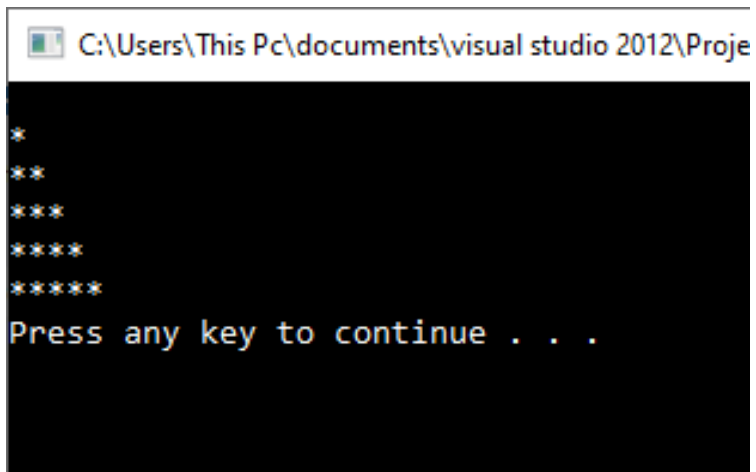 C:\Users\This Pc\documents\visual studio 2012\Proje
*
**
***
****
*****
Press any key to continue . . .